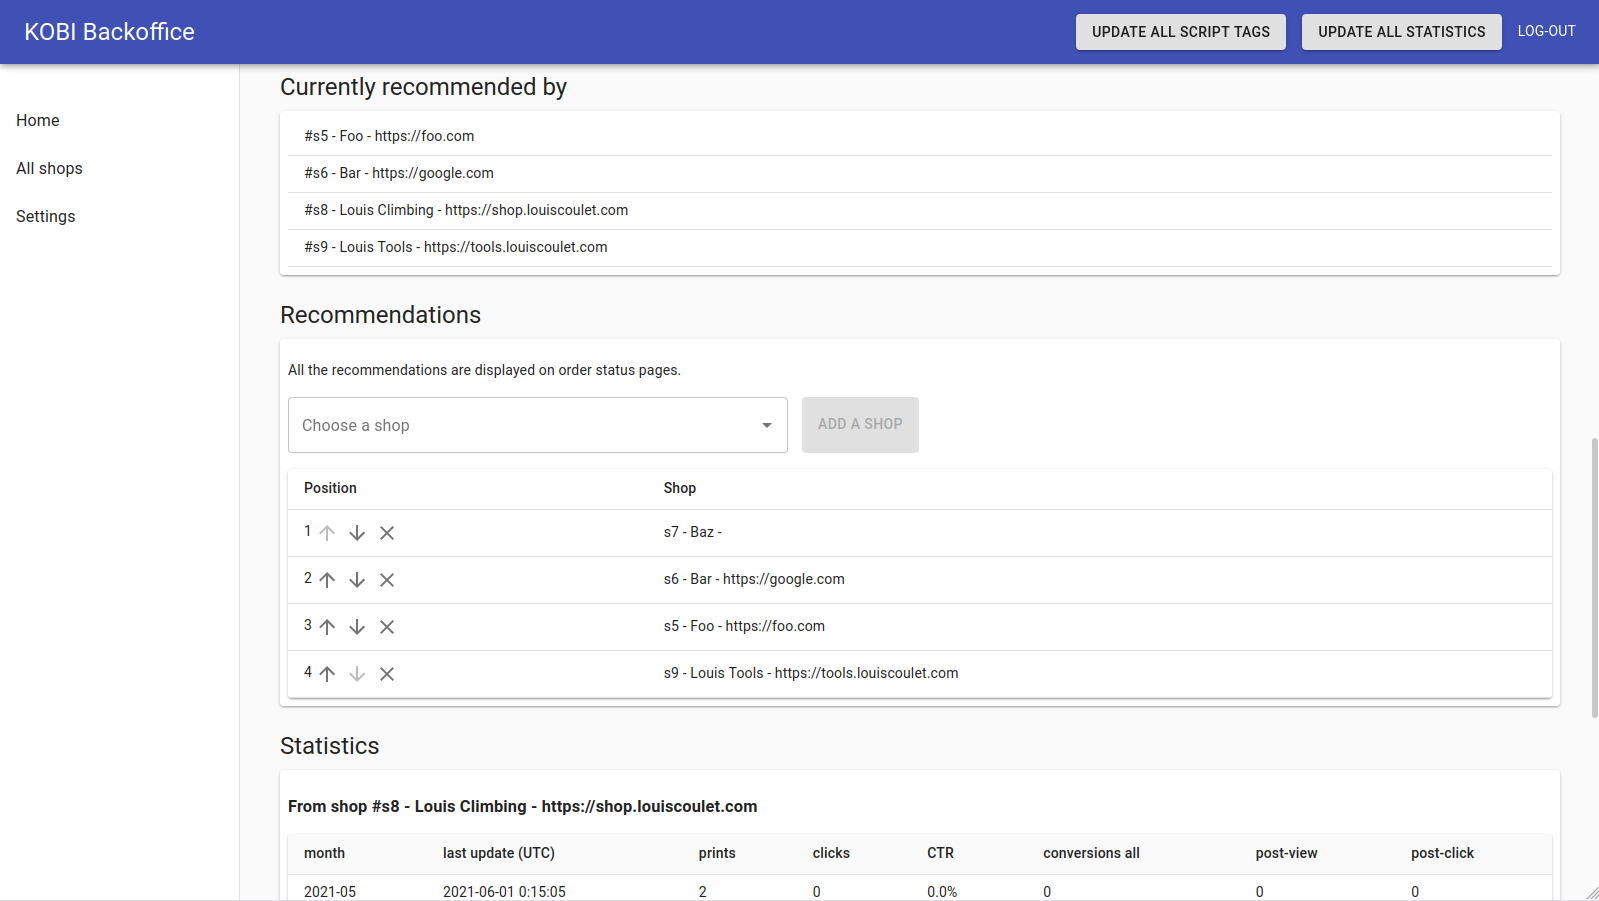 KOBI Backoffice
UPDATE ALL SCRIPT TAGS
UPDATE ALL STATISTICS
LOG-OUT
Home
All shops
Settings
Currently recommended by
#s5 - Foo - https://foo.com
#s6 - Bar - https://google.com
#s8 - Louis Climbing - https://shop.louiscoulet.com
#s9 - Louis Tools - https://tools.louiscoulet.com
Recommendations
All the recommendations are displayed on order status pages.
Choose a shop
ADD A SHOP
Position Shop
1 s7 - Baz -
2 s6 - Bar - https://google.com
3 s5 - Foo - https://foo.com
4 s9 - Louis Tools - https://tools.louiscoulet.com
Statistics
From shop #s8 - Louis Climbing - https://shop.louiscoulet.com
month last update (UTC) prints clicks CTR conversions all post-view post-click
2021-05 2021-06-01 0:15:05 2 0 0.0% 0 0 0